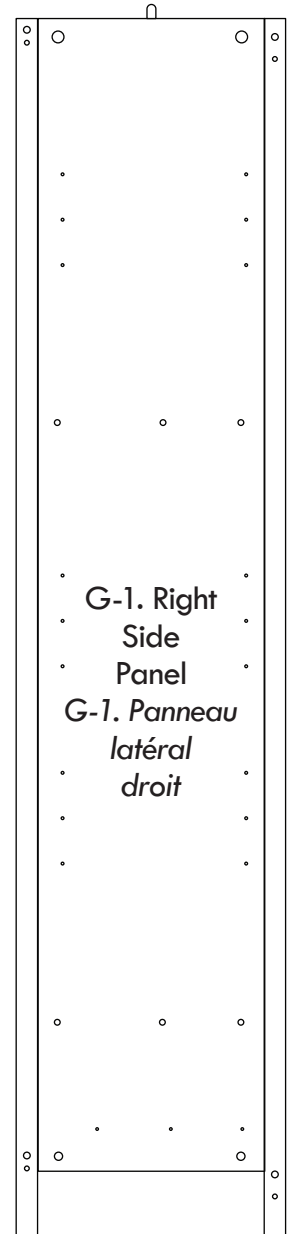 G-1. Right
Side
Panel
G-1. Panneau
latéral
droit